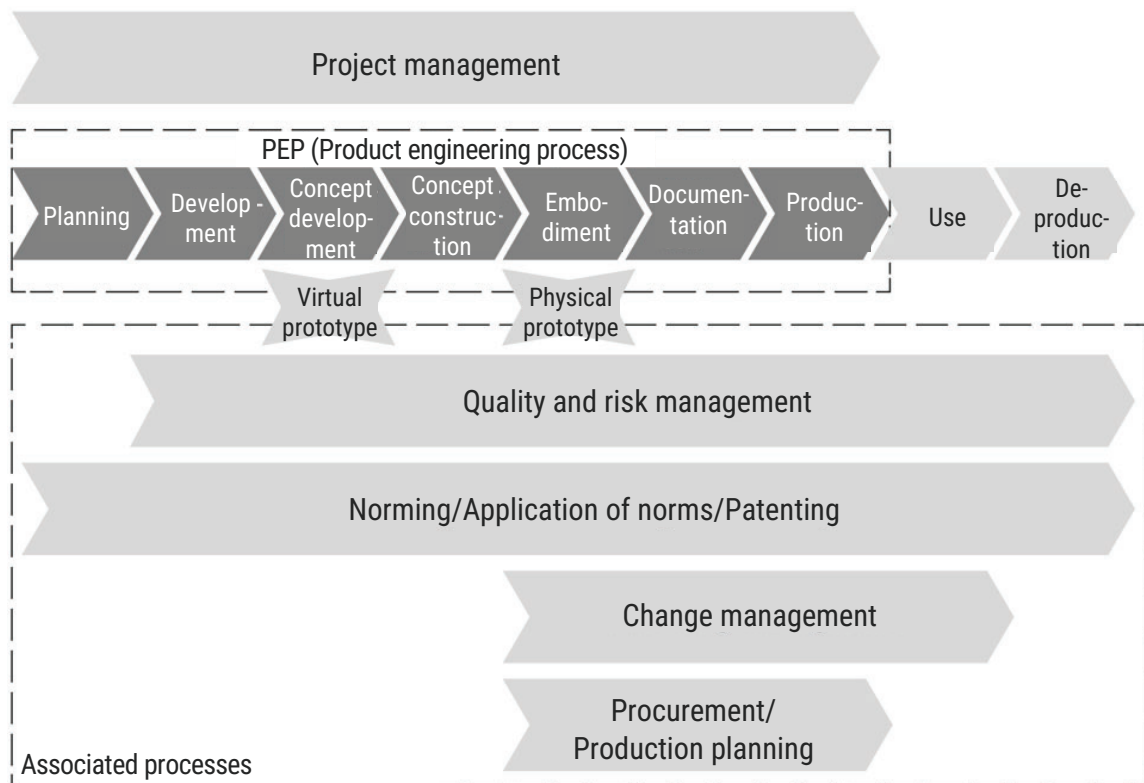 Project management
PEP (Product engineering process)
Planning
Develop -
ment
Concept
develop-
ment
Concept
construc-
tion
Embo-
diment
Documen-
tation
Produc-
tion
Use
De-
produc-
tion
Virtual
prototype
Physical
prototype
Quality and risk management
Norming/Application of norms/Patenting
Change management
Procurement/
Production planning
Associated processes